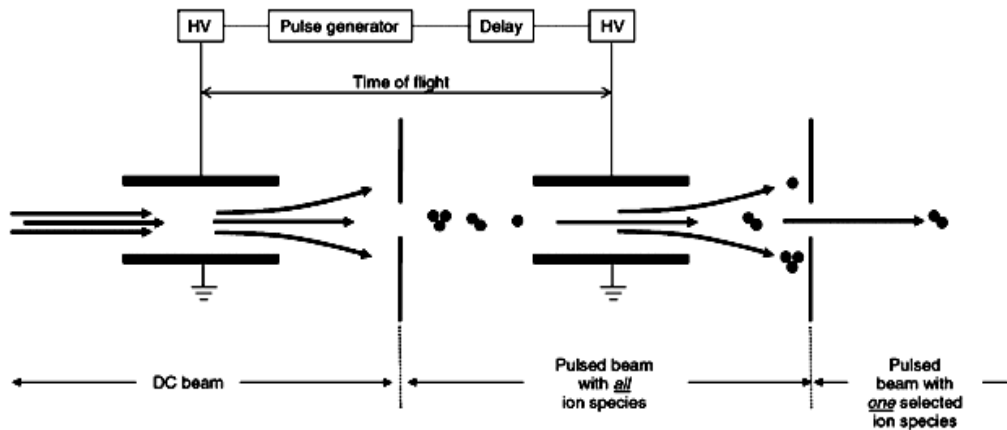 HV
Pulse generator
Delay
HV
Time of flight
DC beam
Pulsed beam
with all
ion species
Pulsed
beam with
one selected
ion species